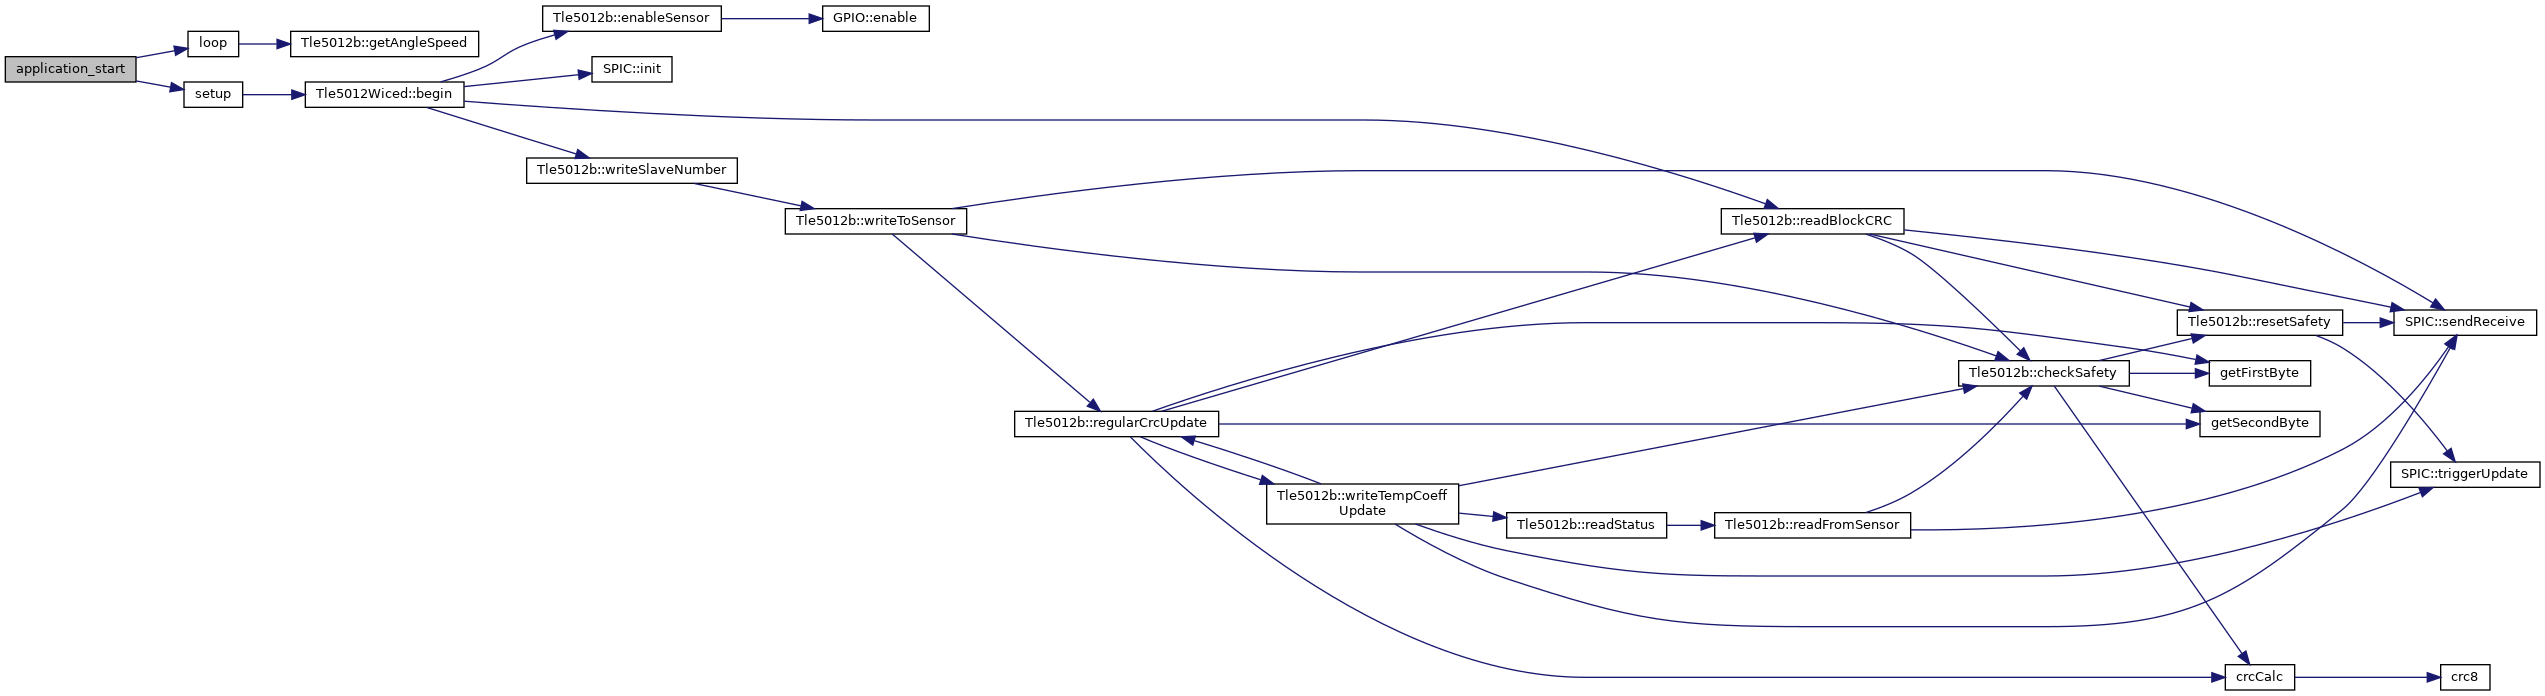 Tle5012b::enableSensor
GPIO::enable
loop
Tle5012b::getAngleSpeed
application_start
SPIC::init
setup
Tle5012Wiced::begin
Tle5012b::writeSlaveNumber
Tle5012b::writeToSensor
Tle5012b::readBlockCRC
Tle5012b::resetSafety
SPIC::sendReceive
Tle5012b::checkSafety
getFirstByte
Tle5012b::regularCrcUpdate
getSecondByte
SPIC::triggerUpdate
Tle5012b::writeTempCoeff
Update
Tle5012b::readStatus
Tle5012b::readFromSensor
crcCalc
crc8